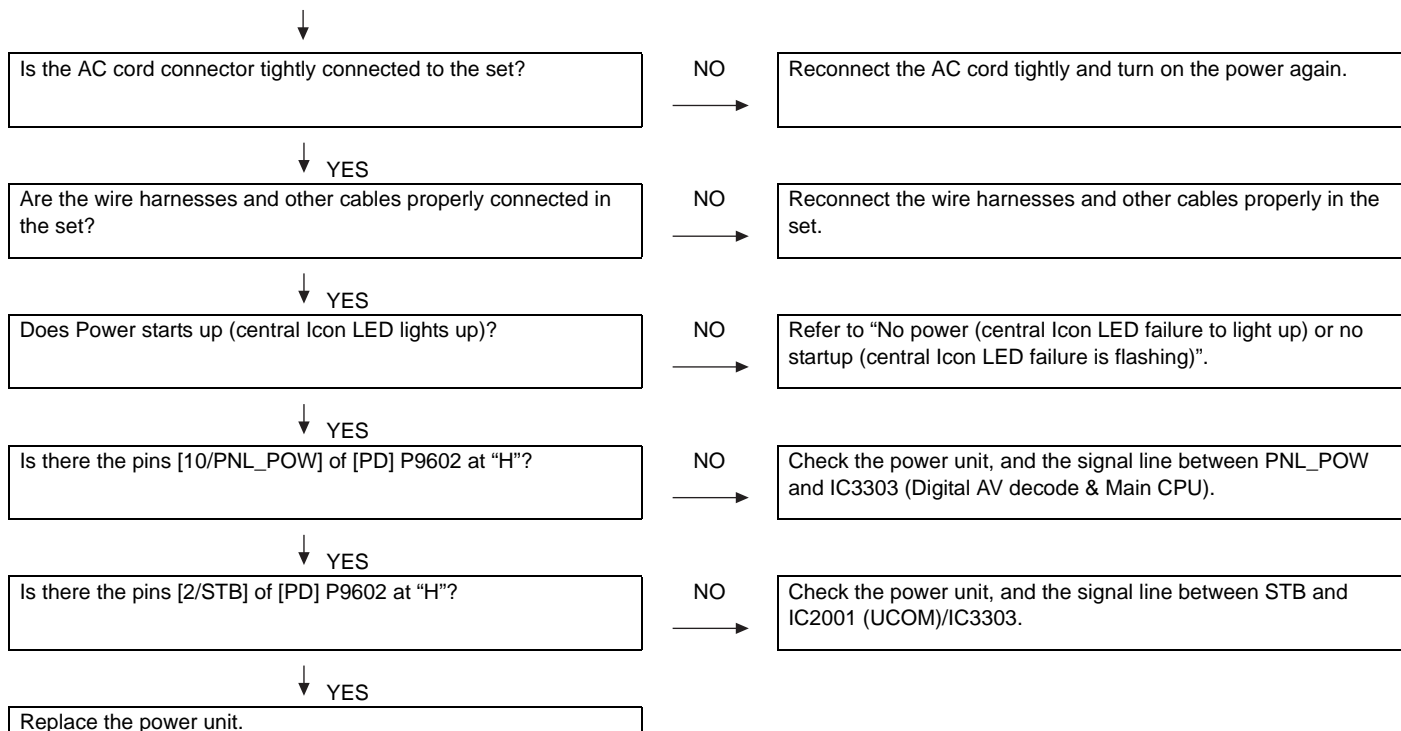 Is the AC cord connector tightly connected to the set?
NO
Reconnect the AC cord tightly and turn on the power again.
YES
Are the wire harnesses and other cables properly connected in
the set?
NO
Reconnect the wire harnesses and other cables properly in the
set.
YES
Does Power starts up (central Icon LED lights up)?
NO
Refer to “No power (central Icon LED failure to light up) or no
startup (central Icon LED failure is flashing)”.
YES
Is there the pins [10/PNL_POW] of [PD] P9602 at “H”?
NO
Check the power unit, and the signal line between PNL_POW
and IC3303 (Digital AV decode & Main CPU).
YES
Is there the pins [2/STB] of [PD] P9602 at “H”?
NO
Check the power unit, and the signal line between STB and
IC2001 (UCOM)/IC3303.
YES
Replace the power unit.